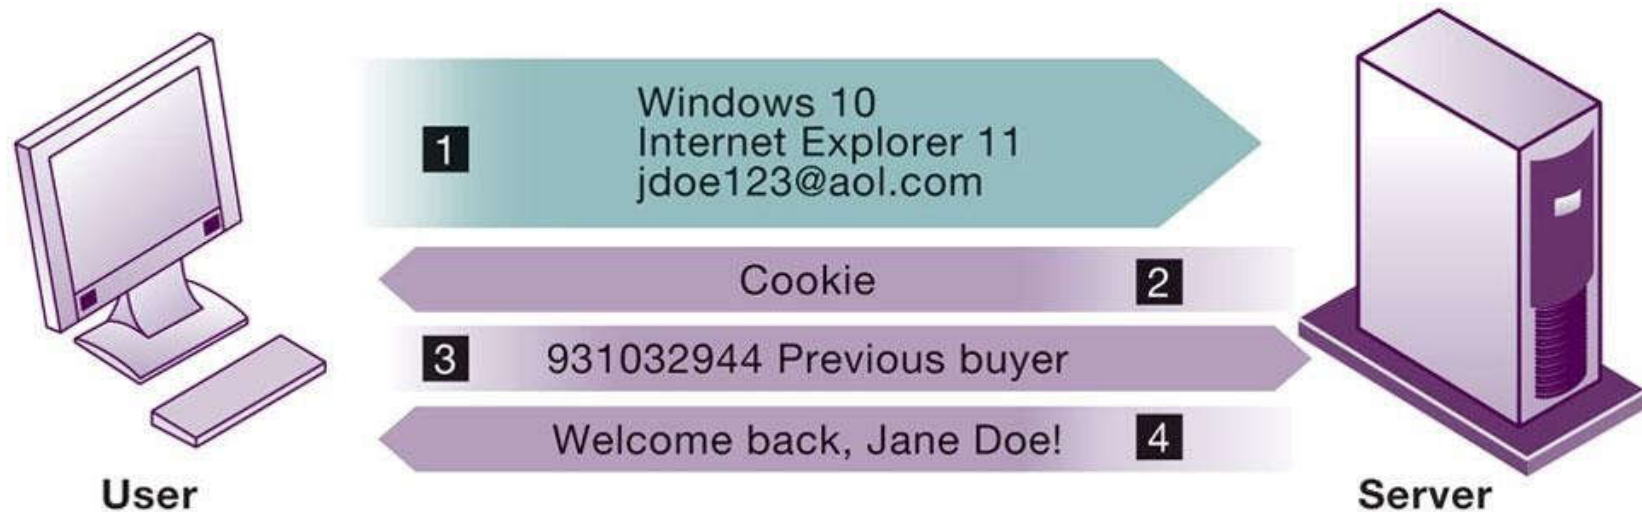 1
Windows 10
Internet Explorer 11
jdoe123@aol.com
Cookie
2
3
931032944 Previous buyer
Welcome back, Jane Doe!
4
User
Server